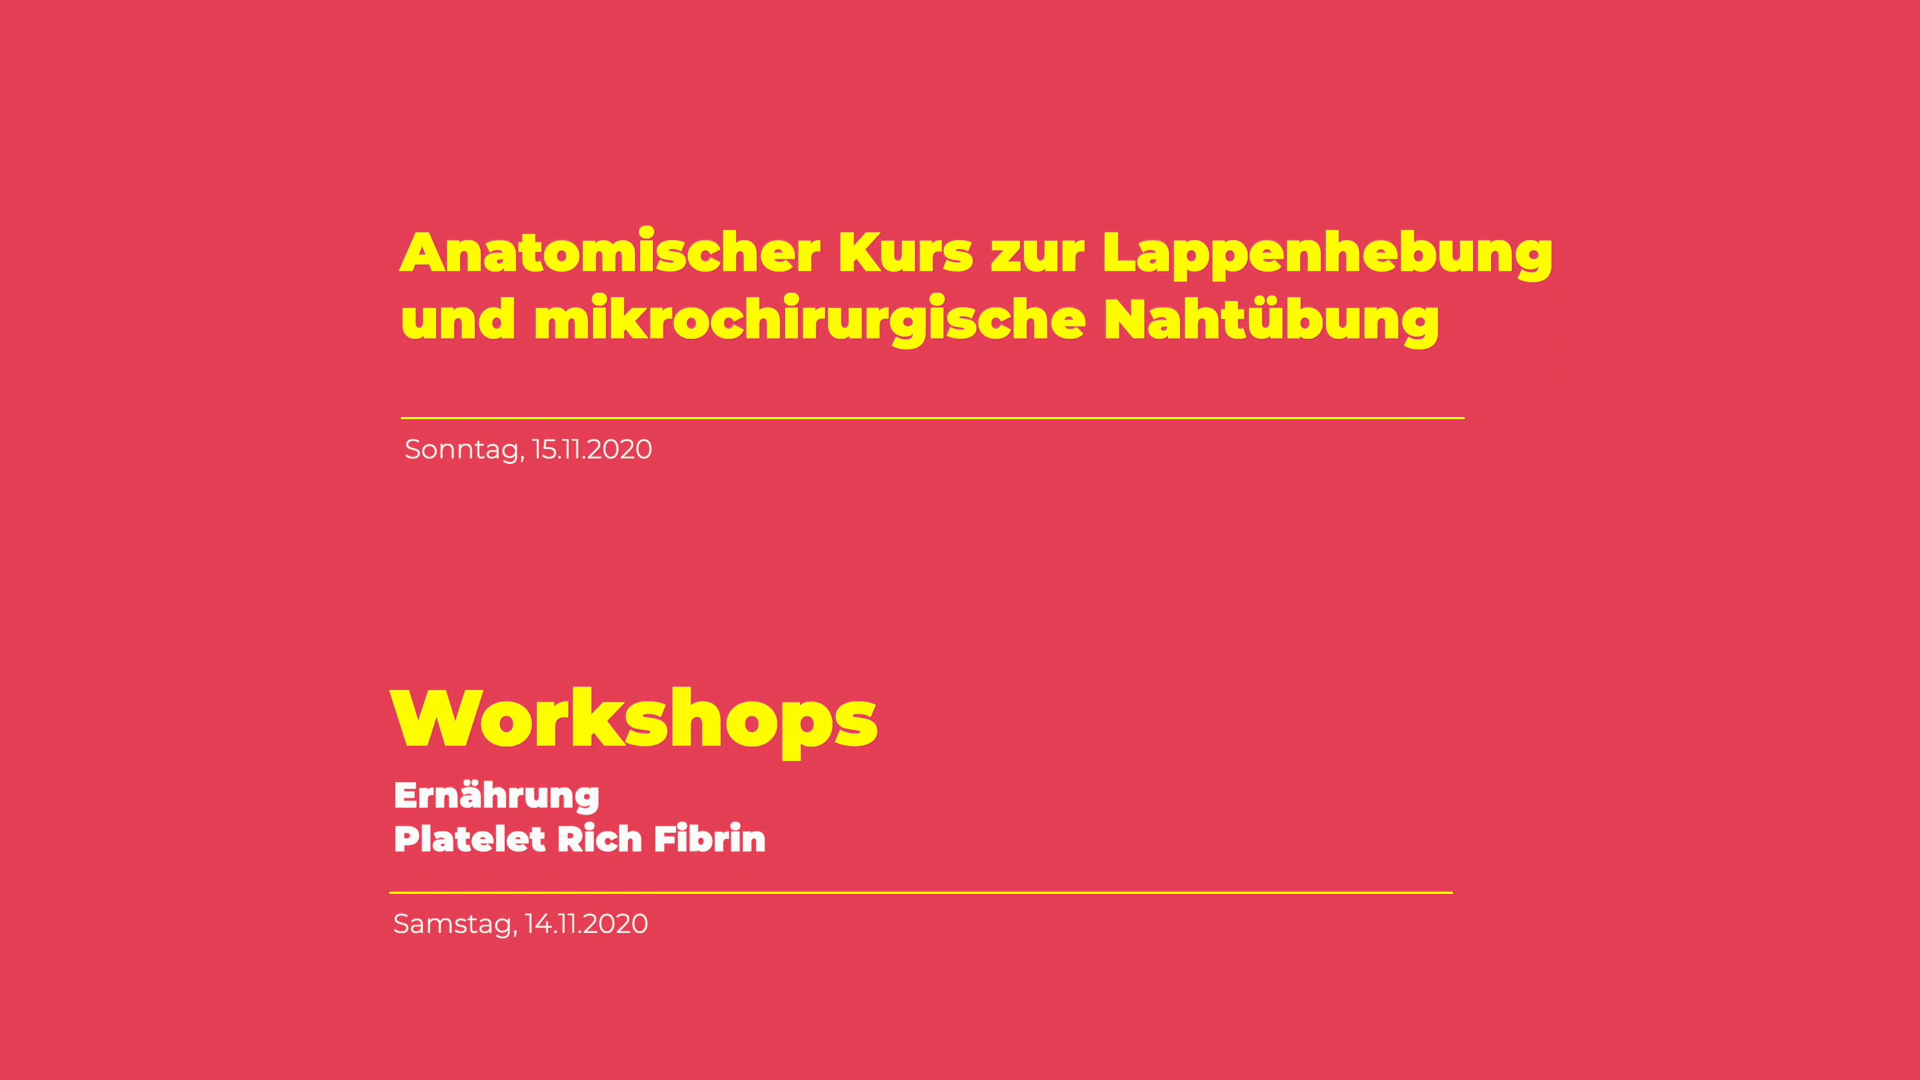 Anatomischer Kurs zur Lappenhebung
und mikrochirurgische Nahtübung
Sonntag, 15.11.2020
Workshops
Ernährung
Platelet Rich Fibrin
Samstag, 14.11.2020